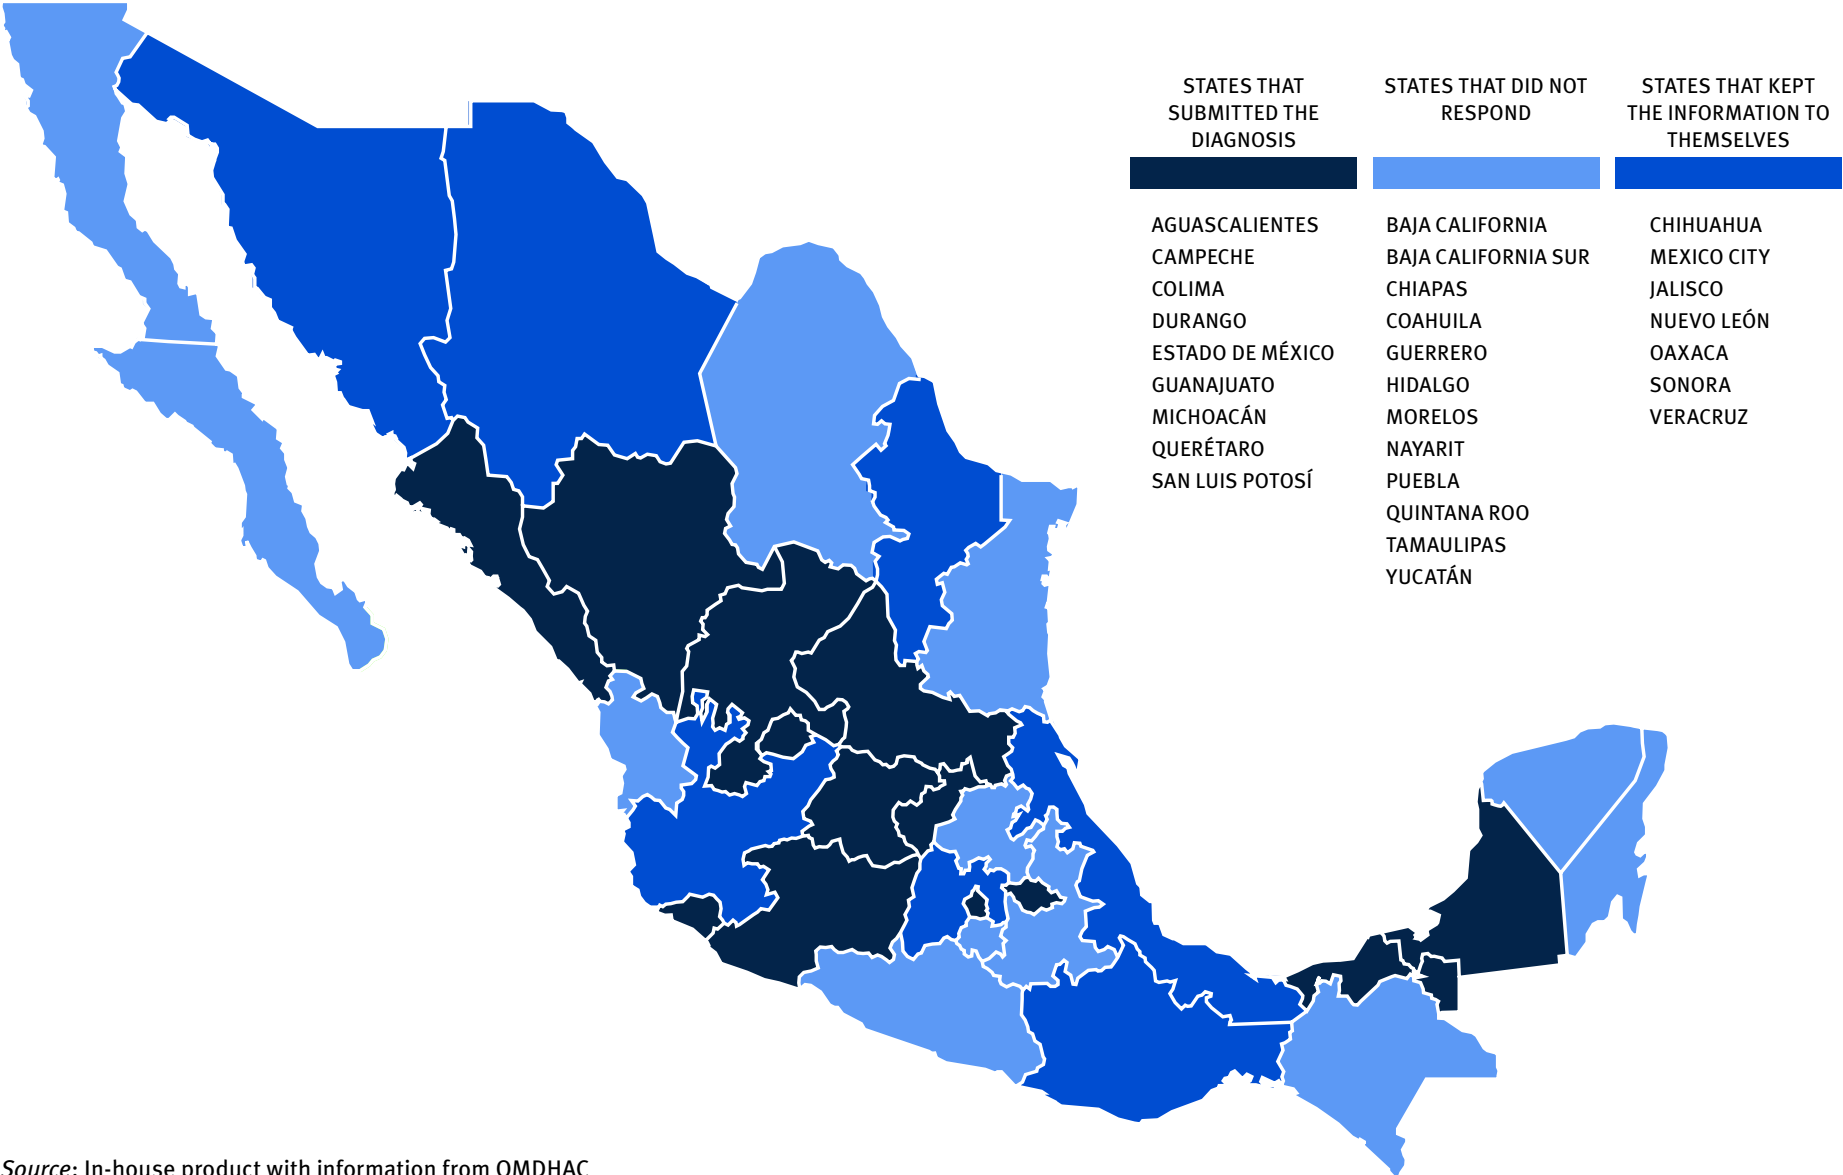 STATES THAT
SUBMITTED THE
DIAGNOSIS
AGUASCALIENTES
CAMPECHE
COLIMA
DURANGO
ESTADO DE MÉXICO
GUANAJUATO
MICHOACÁN
QUERÉTARO
SAN LUIS POTOSÍ
STATES THAT DID NOT
RESPOND
BAJA CALIFORNIA
BAJA CALIFORNIA SUR
CHIAPAS
COAHUILA
GUERRERO
HIDALGO
MORELOS
NAYARIT
PUEBLA
QUINTANA ROO
TAMAULIPAS
YUCATÁN
STATES THAT KEPT
THE INFORMATION TO
THEMSELVES
CHIHUAHUA
MEXICO CITY
JALISCO
NUEVO LEÓN
OAXACA
SONORA
VERACRUZ
Source: In-house product with information from OMDHAC